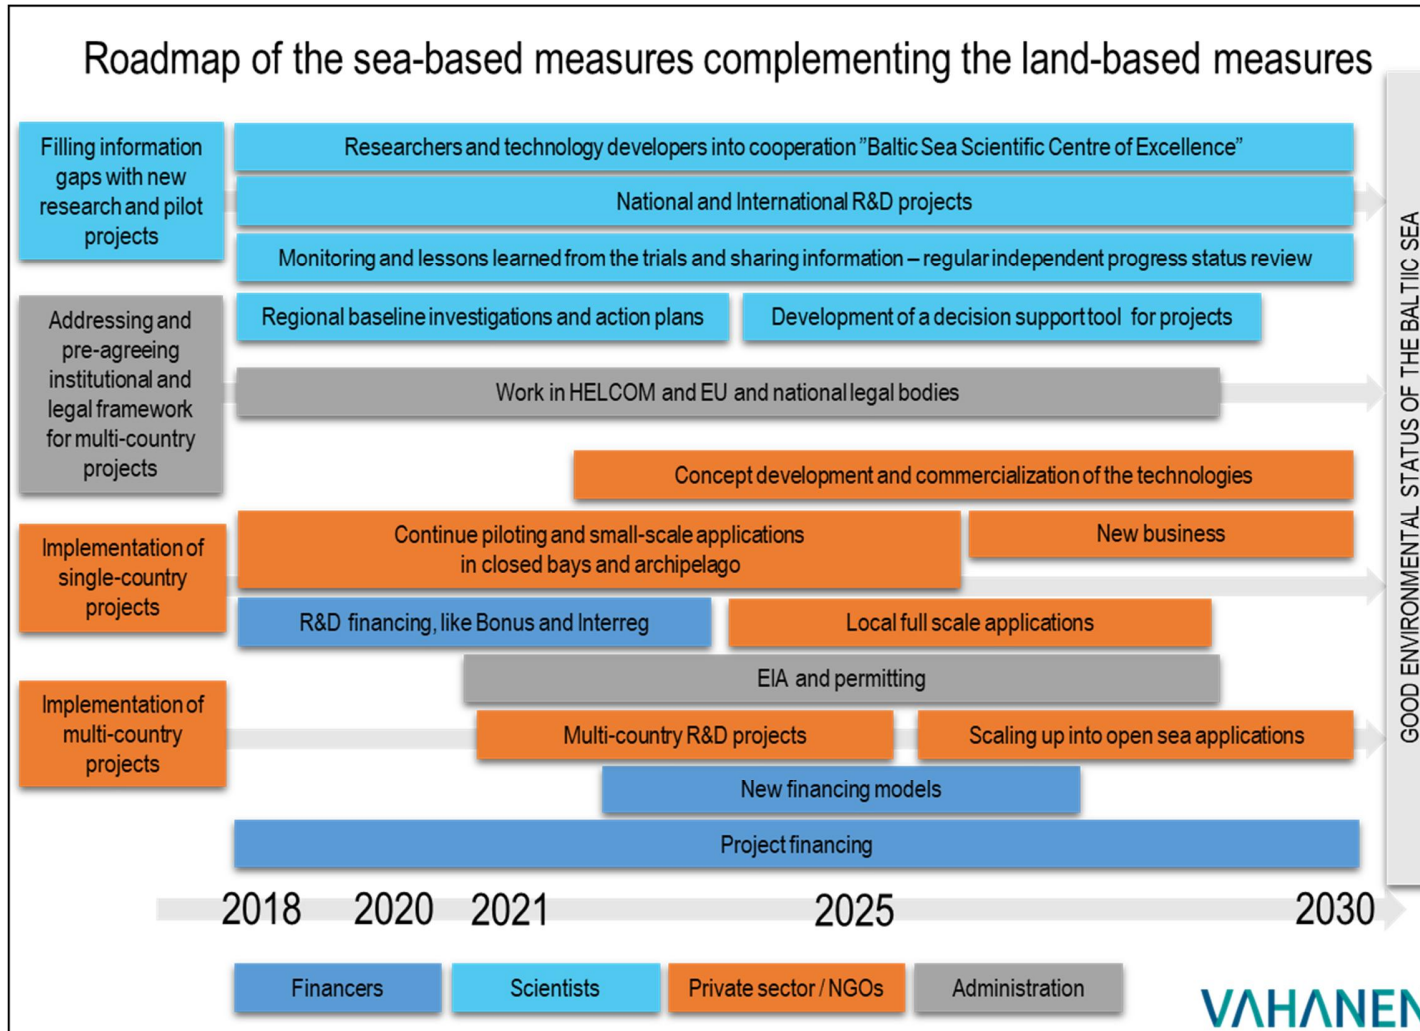 Roadmap of the sea-based measures complementing the land-based measures
Filling information
gaps with new
research and pilot
projects
Researchers and technology developers into cooperation "Baltic Sea Scientific Centre of Excellence"
National and International R&D projects
Monitoring and lessons learned from the trials and sharing information – regular independent progress status review
Regional baseline investigations and action plans
Development of a decision support tool for projects
Addressing and
pre-agreeing
institutional and
legal framework
for multi-country
projects
Work in HELCOM and EU and national legal bodies
Concept development and commercialization of the technologies
Implementation of
single-country
projects
Continue piloting and small-scale applications
in closed bays and archipelago
New business
R&D financing, like Bonus and Interreg
Local full scale applications
EIA and permitting
Implementation of
multi-country
projects
Multi-country R&D projects
Scaling up into open sea applications
New financing models
Project financing
GOOD ENVIRONMENTAL STATUS OF THE BALTIIC SEA
2018 2020 2021 2025 2030
Financers
Scientists
Private sector / NGOs
Administration
VAHANEN